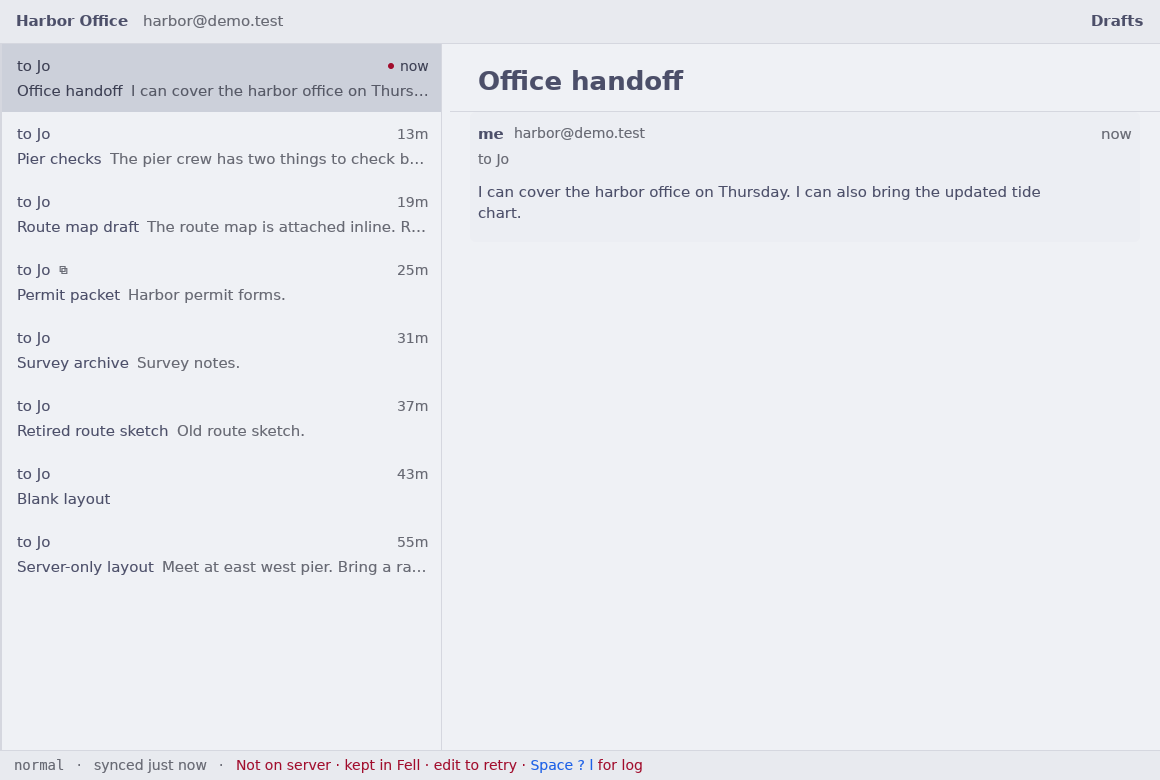 Harbor Office harbor@demo.test Drafts
to Jo now
Office handoff I can cover the harbor office on Thurs…
to Jo 13m
Pier checks The pier crew has two things to check b…
to Jo 19m
Route map draft The route map is attached inline. R…
to Jo 25m
Permit packet Harbor permit forms.
to Jo 31m
Survey archive Survey notes.
to Jo 37m
Retired route sketch Old route sketch.
to Jo 43m
Blank layout
to Jo 55m
Server-only layout Meet at east west pier. Bring a ra…
Office handoff
me harbor@demo.test now
to Jo
I can cover the harbor office on Thursday. I can also bring the updated tide
chart.
normal · synced just now · Not on server · kept in Fell · edit to retry · Space ? l for log